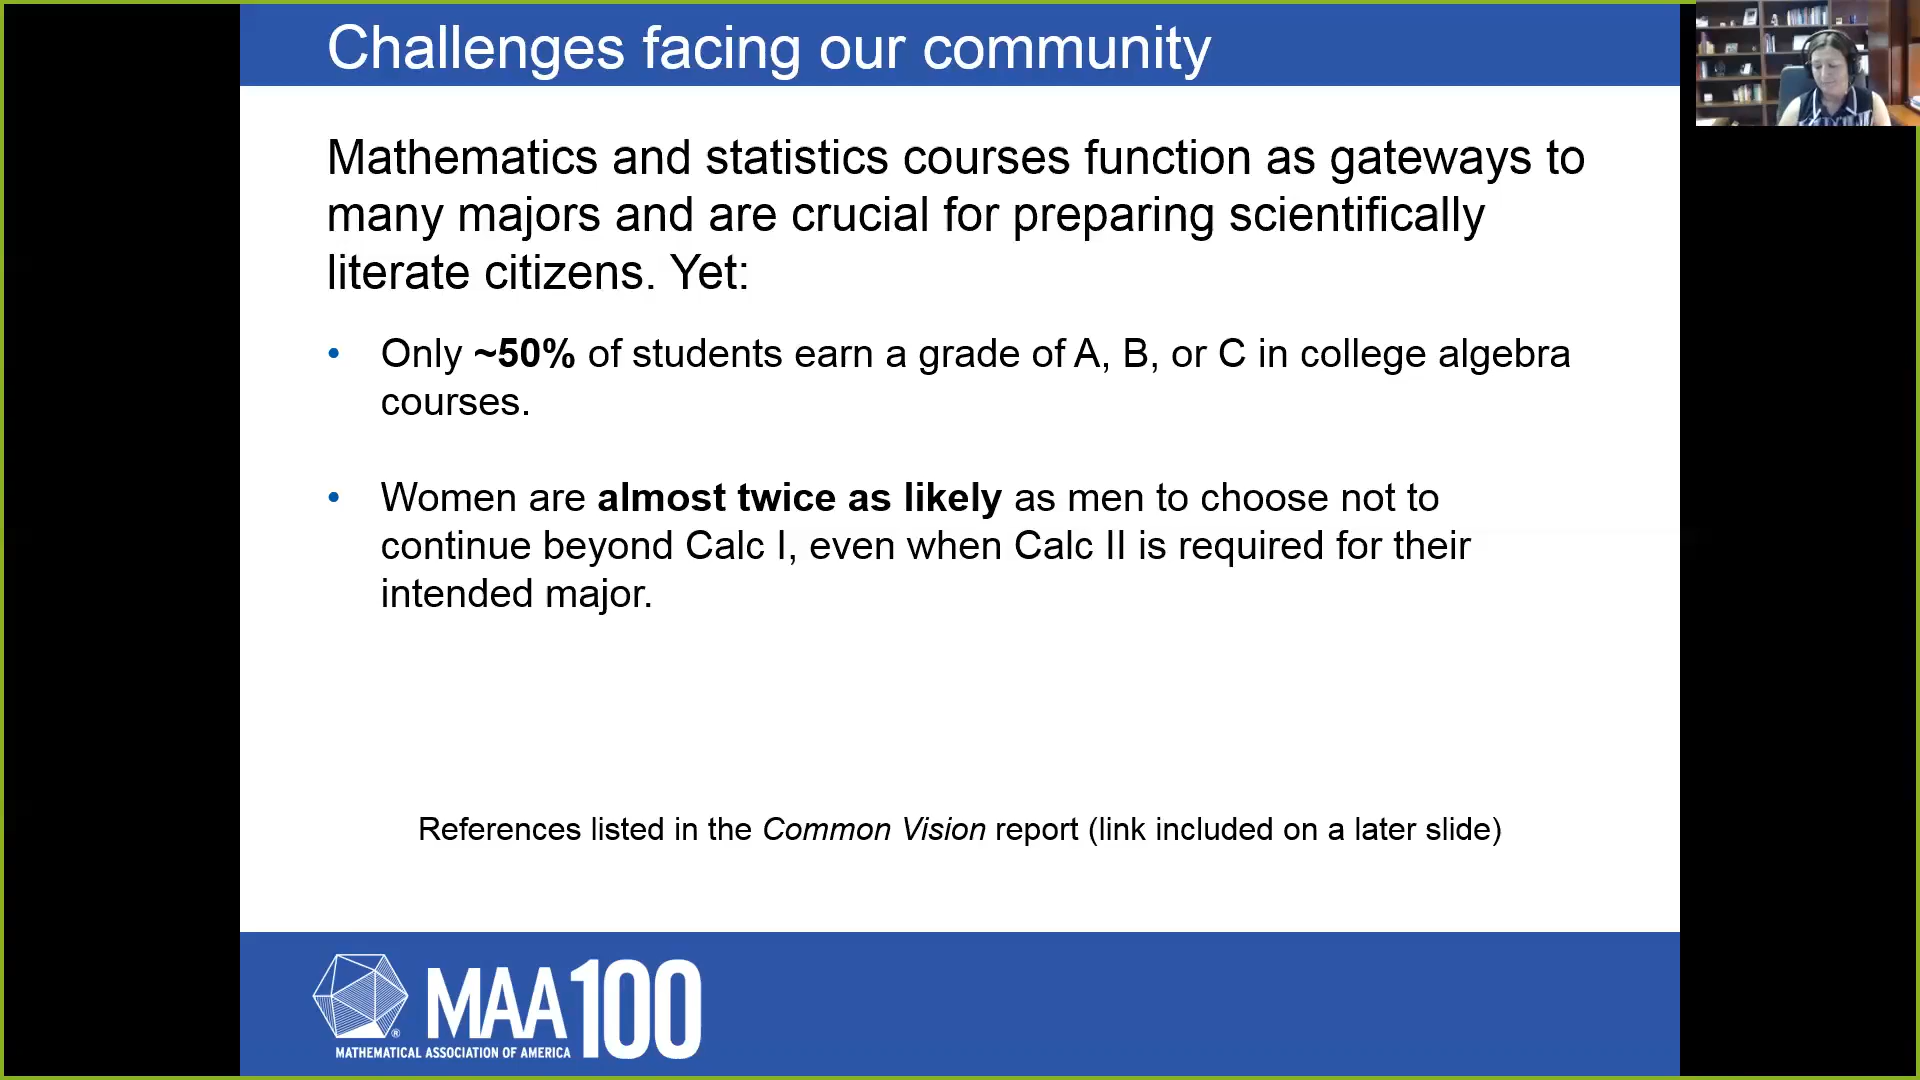 Challenges facing our community
Mathematics and statistics courses function as gateways to
many majors and are crucial for preparing scientifically
literate citizens. Yet:
• Only ~50% of students earn a grade of A, B, or C in college algebra
courses.
• Women are almost twice as likely as men to choose not to
continue beyond Calc I, even when Calc II is required for their
intended major.
References listed in the Common Vision report (link included on a later slide)
MAA100
®
MATHEMATICAL ASSOCIATION OF AMERICA